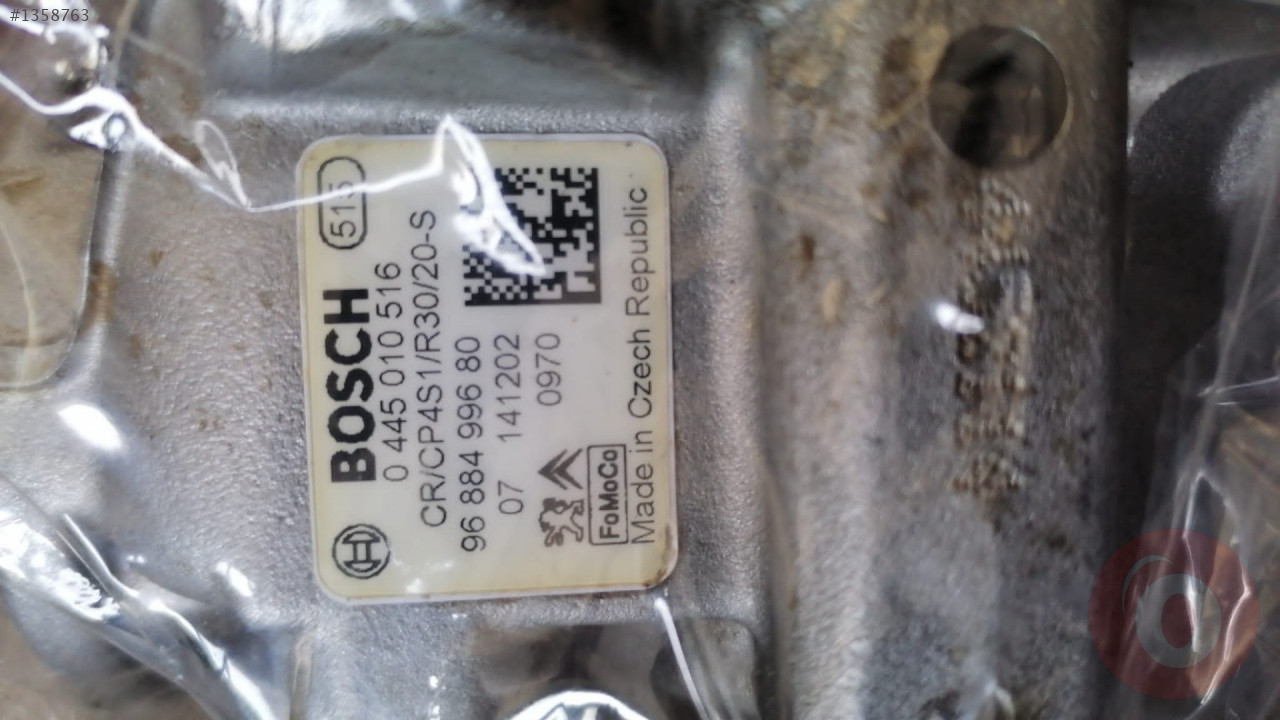 #1358763
BOSCH 515
0 445 010 516
CR/CP4S1/R30/20-S
96 884 996 80
07 141202
0970
FoMoCo
Made in Czech Republic